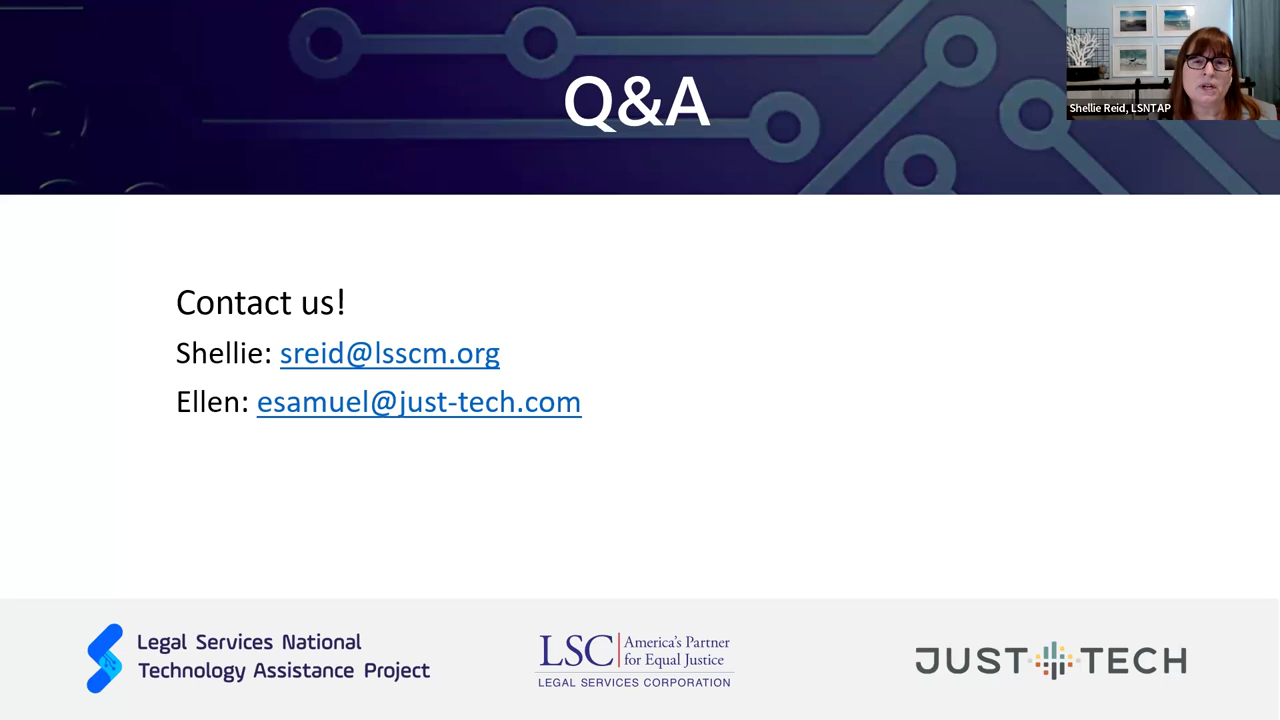 Q&A
Shellie Reid, LSNTAP
Contact us!
Shellie: sreid@lsscm.org
Ellen: esamuel@just-tech.com
Legal Services National
Technology Assistance Project
LSC America's Partner
for Equal Justice
LEGAL SERVICES CORPORATION
JUST TECH